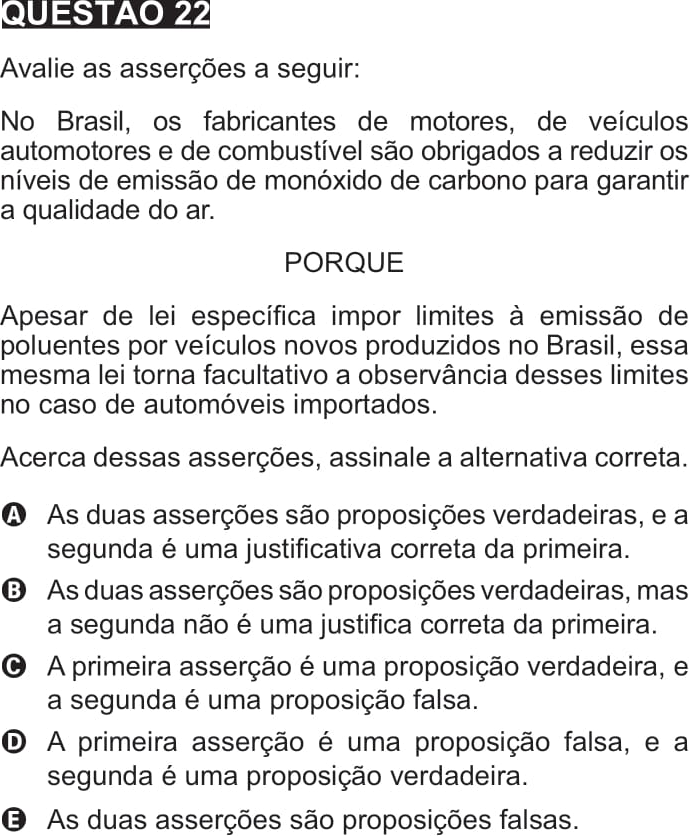 QUESTÃO 22
Avalie as asserções a seguir:
No Brasil, os fabricantes de motores, de veículos
automotores e de combustível são obrigados a reduzir os
níveis de emissão de monóxido de carbono para garantir
a qualidade do ar.
PORQUE
Apesar de lei específica impor limites à emissão de
poluentes por veículos novos produzidos no Brasil, essa
mesma lei torna facultativo a observância desses limites
no caso de automóveis importados.
Acerca dessas asserções, assinale a alternativa correta.
A As duas asserções são proposições verdadeiras, e a
segunda é uma justificativa correta da primeira.
B As duas asserções são proposições verdadeiras, mas
a segunda não é uma justifica correta da primeira.
C A primeira asserção é uma proposição verdadeira, e
a segunda é uma proposição falsa.
D A primeira asserção é uma proposição falsa, e a
segunda é uma proposição verdadeira.
E As duas asserções são proposições falsas.